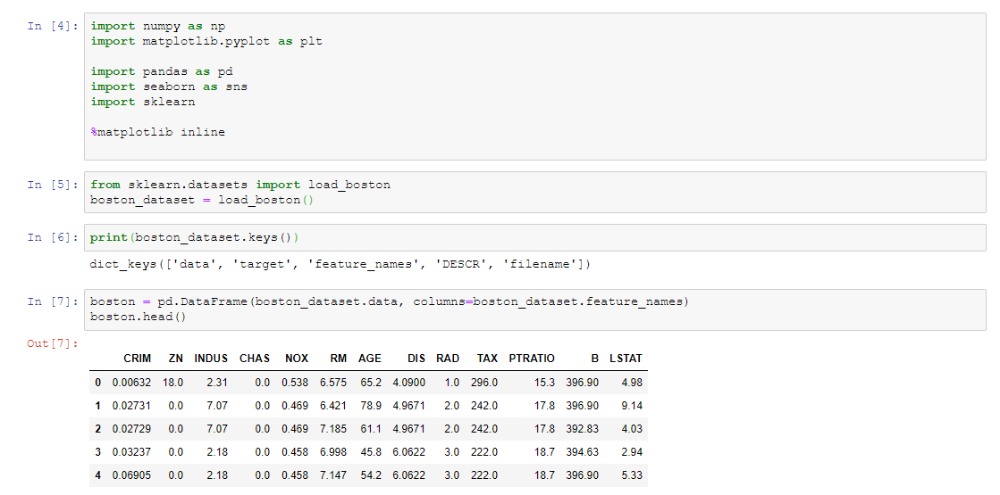 In [4]: import numpy as np
import matplotlib.pyplot as plt
import pandas as pd
import seaborn as sns
import sklearn
%matplotlib inline
In [5]: from sklearn.datasets import load_boston
boston_dataset = load_boston()
In [6]: print(boston_dataset.keys())
dict_keys(['data', 'target', 'feature_names', 'DESCR', 'filename'])
In [7]: boston = pd.DataFrame(boston_dataset.data, columns=boston_dataset.feature_names)
boston.head()
Out[7]:
CRIM ZN INDUS CHAS NOX RM AGE DIS RAD TAX PTRATIO B LSTAT
0 0.00632 18.0 2.31 0.0 0.538 6.575 65.2 4.0900 1.0 296.0 15.3 396.90 4.98
1 0.02731 0.0 7.07 0.0 0.469 6.421 78.9 4.9671 2.0 242.0 17.8 396.90 9.14
2 0.02729 0.0 7.07 0.0 0.469 7.185 61.1 4.9671 2.0 242.0 17.8 392.83 4.03
3 0.03237 0.0 2.18 0.0 0.458 6.998 45.8 6.0622 3.0 222.0 18.7 394.63 2.94
4 0.06905 0.0 2.18 0.0 0.458 7.147 54.2 6.0622 3.0 222.0 18.7 396.90 5.33